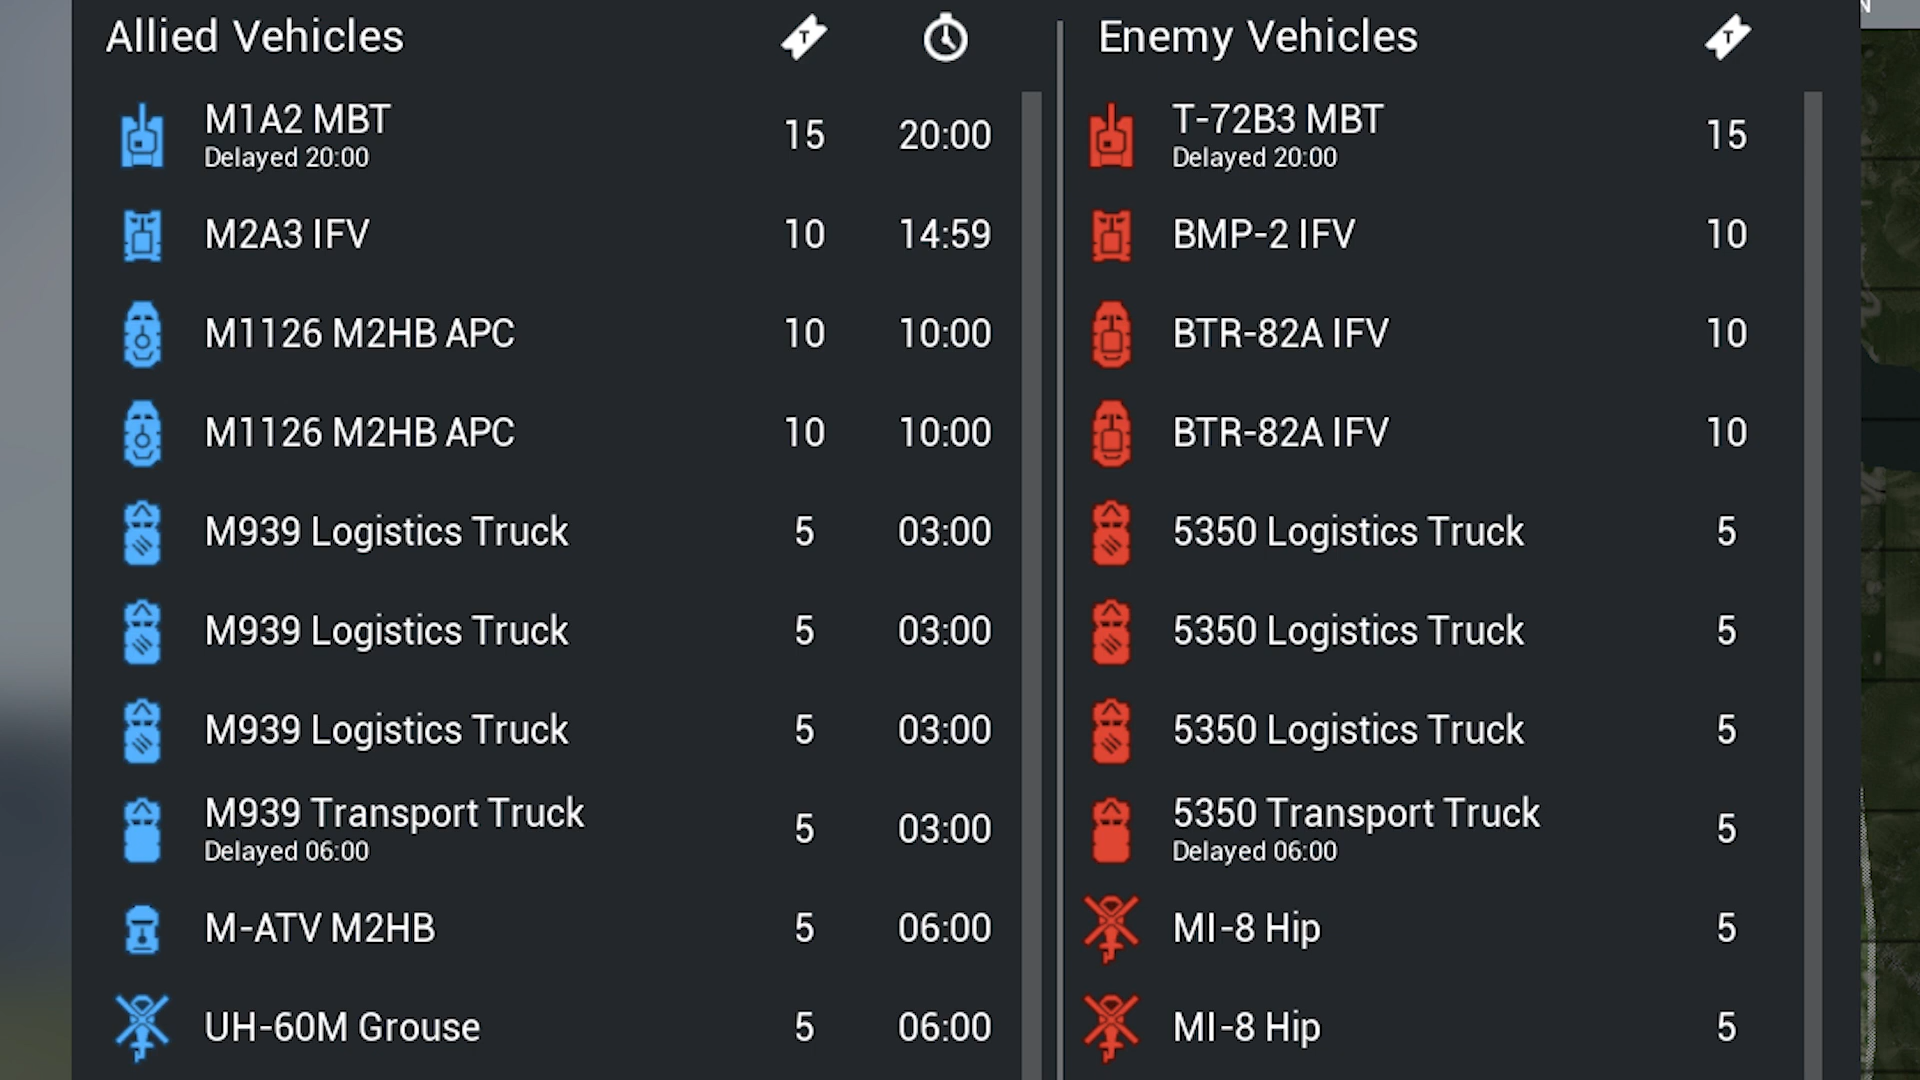 Allied Vehicles T
M1A2 MBT 15 20:00
Delayed 20:00
M2A3 IFV 10 14:59
M1126 M2HB APC 10 10:00
M1126 M2HB APC 10 10:00
M939 Logistics Truck 5 03:00
M939 Logistics Truck 5 03:00
M939 Logistics Truck 5 03:00
M939 Transport Truck 5 03:00
Delayed 06:00
M-ATV M2HB 5 06:00
UH-60M Grouse 5 06:00
Enemy Vehicles T
T-72B3 MBT 15
Delayed 20:00
BMP-2 IFV 10
BTR-82A IFV 10
BTR-82A IFV 10
5350 Logistics Truck 5
5350 Logistics Truck 5
5350 Logistics Truck 5
5350 Transport Truck 5
Delayed 06:00
MI-8 Hip 5
MI-8 Hip 5
N